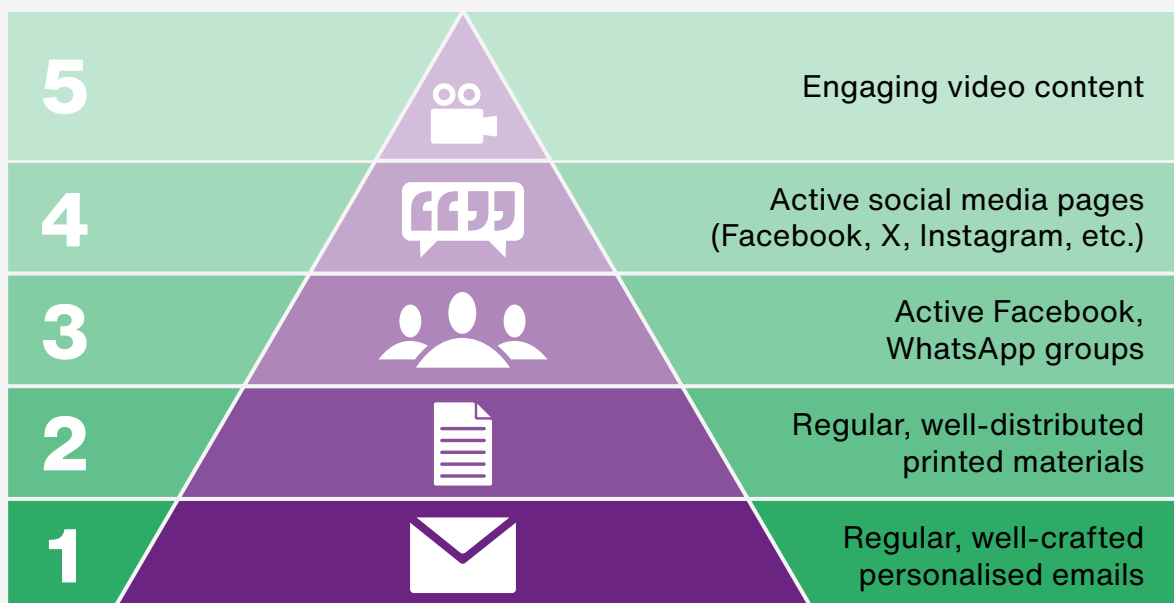 5
Engaging video content
4
Active social media pages
(Facebook, X, Instagram, etc.)
3
Active Facebook,
WhatsApp groups
2
Regular, well-distributed
printed materials
1
Regular, well-crafted
personalised emails